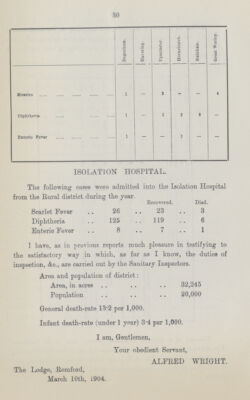 30
Dagenham. Havering. Upminster. Hornchurch. Rainham. Great Warley.
Measles 1 — 3 — — 4
Diphtheria 1 — 1 2 2 —
Enteric Fever 1 — — 2 — —
ISOLATION HOSPITAL.
The following cases were admitted into the Isolation Hospital
from the Rural district during the year.
Recovered. Died.
Scarlet Fever .. 26 .. 23 .. 3
Diphtheria .. 125 .. 119 .. 6
Enteric Fever .. 8 .. 7 .. 1
I have, as in previous reports much pleasure in testifying to
the satisfactory way in which, as far as I know, the duties of
inspection, &c., are carried out by the Sanitary Inspectors.
Area and population of district:
Area, in acres .. .. .. 32,245
Population .. .. 20,000
General death-rate 13·2 per 1,000.
Infant death-rate (under 1 year) 3·4 per 1,000.
I am, Gentlemen,
Your obedient Servant,
ALFRED WRIGHT.
The Lodge, Romford,
March 10th, 1904.